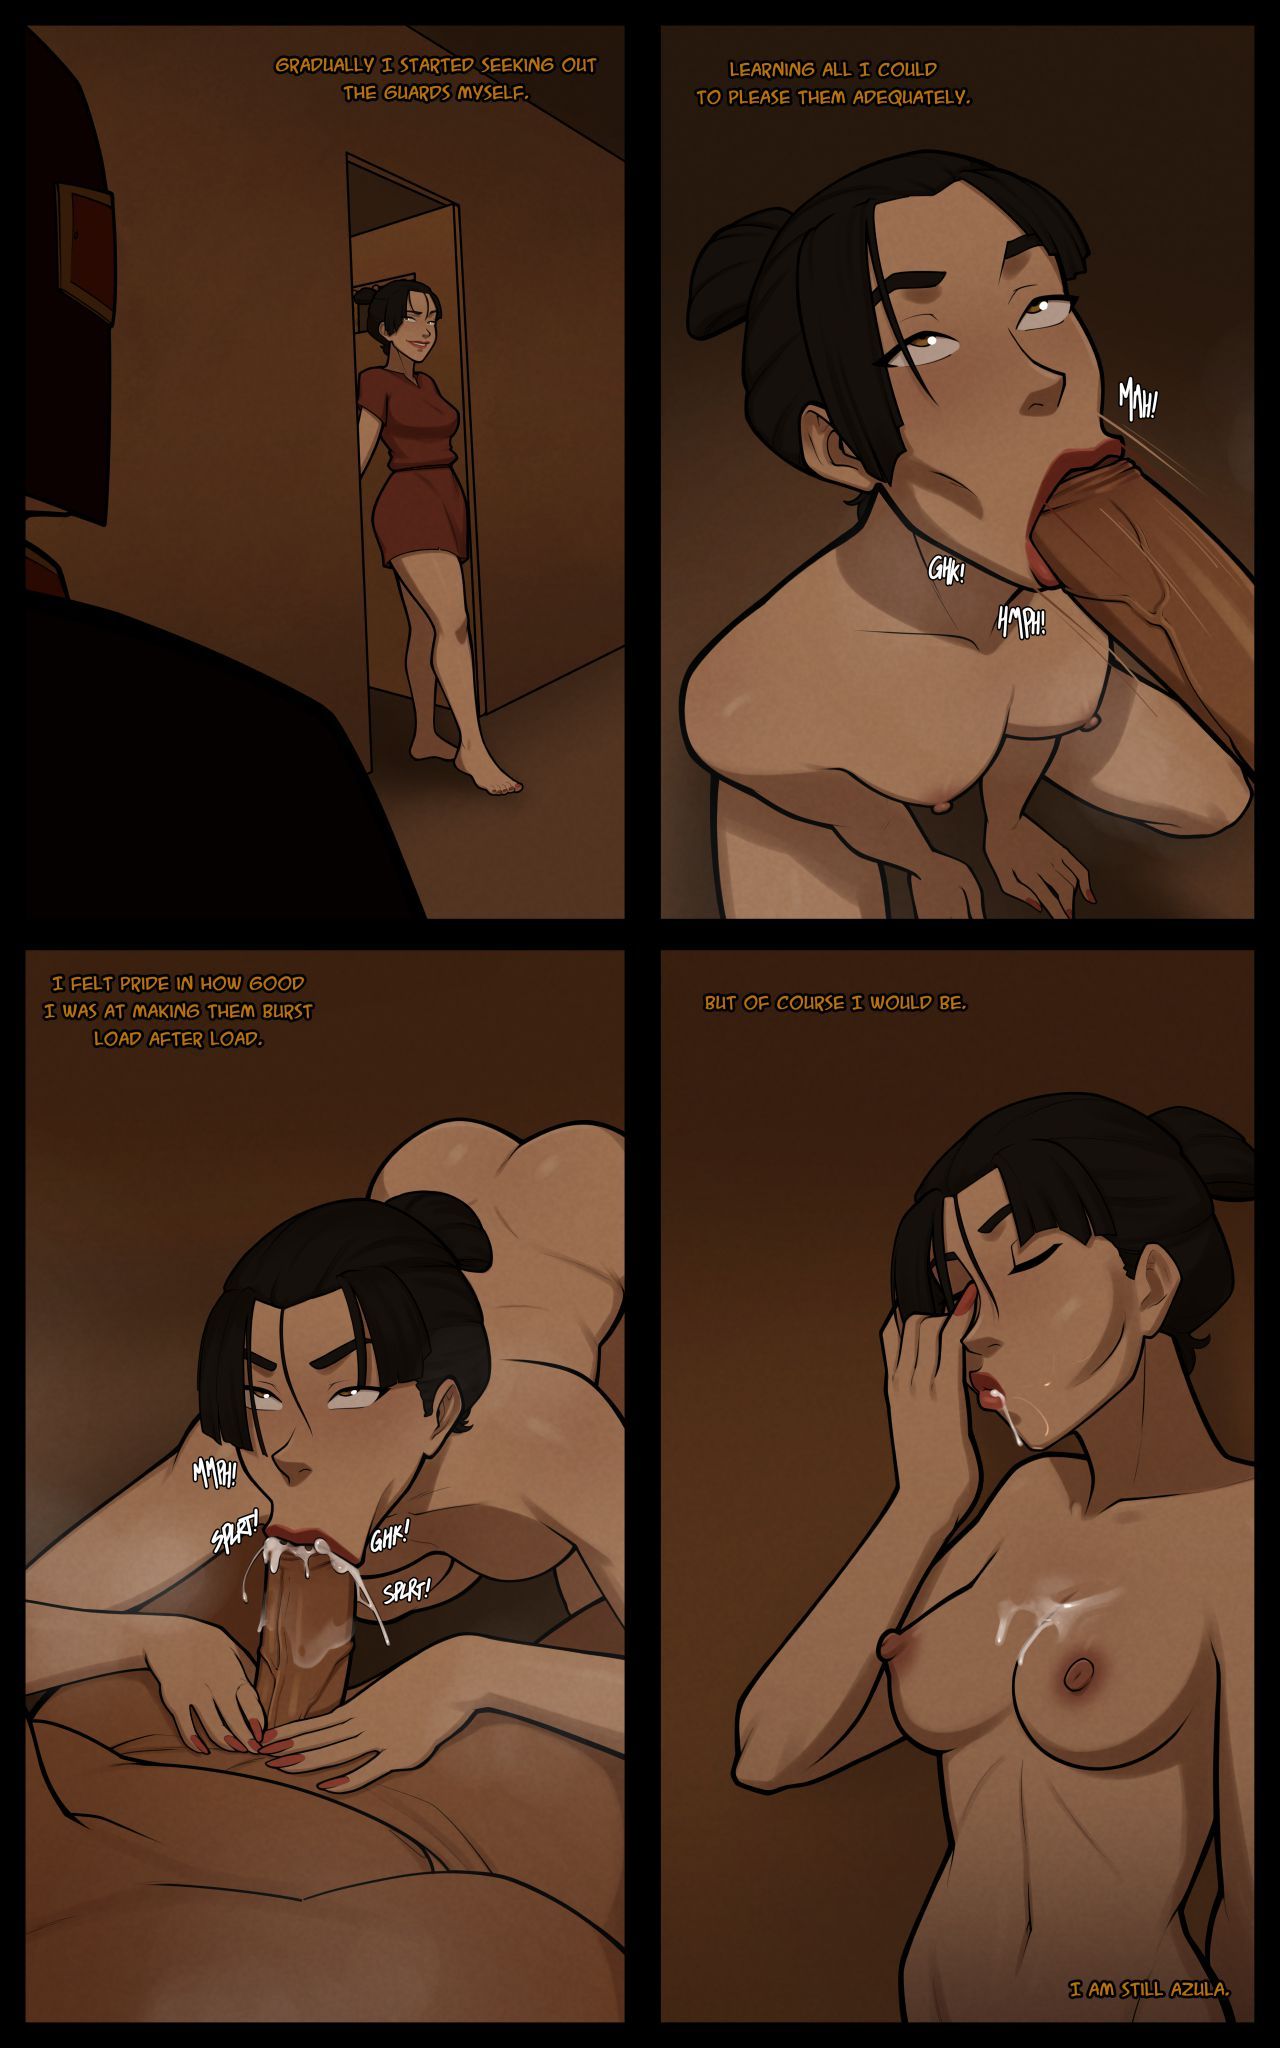 GRADUALLY I STARTED SEEKING OUT
THE GUARDS MYSELF.
LEARNING ALL I COULD
TO PLEASE THEM ADEQUATELY.
MAH!
GHK!
HMPH!
I FELT PRIDE IN HOW GOOD
I WAS AT MAKING THEM BURST
LOAD AFTER LOAD.
MMPH!
SPLRT!
GHK!
SPLRT!
BUT OF COURSE I WOULD BE.
I AM STILL AZULA.